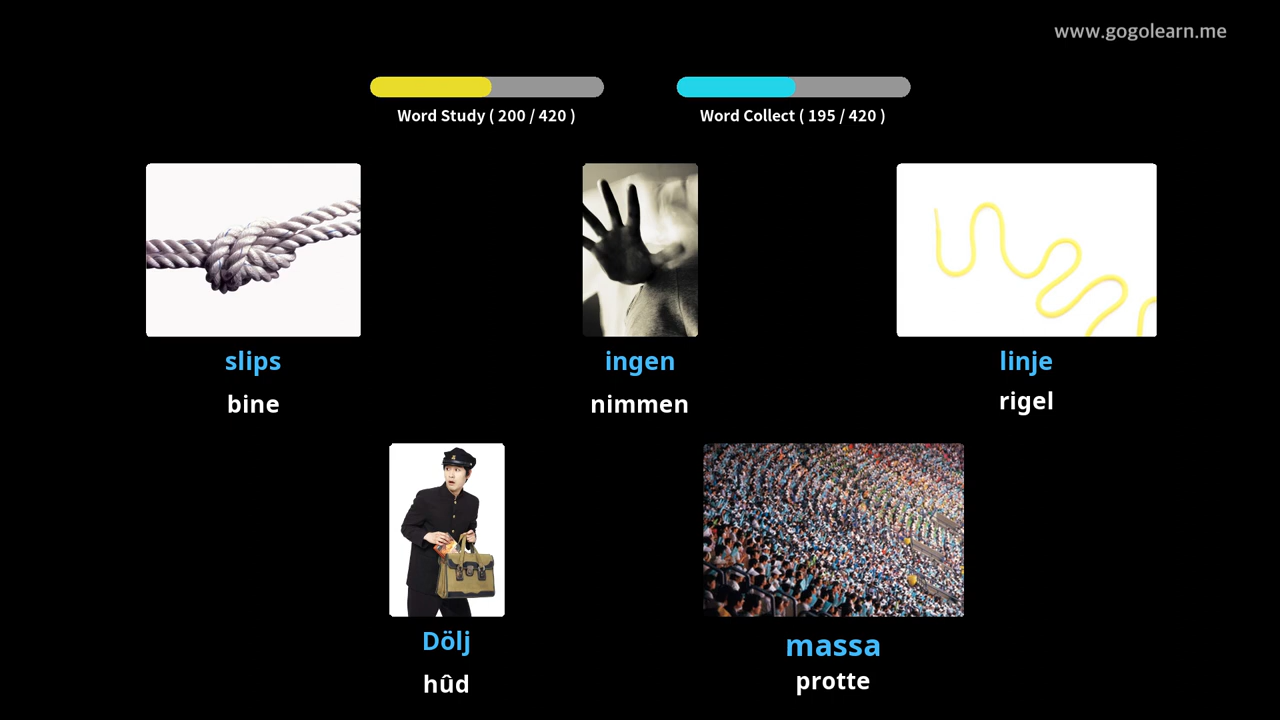 www.gogolearn.me
Word Study ( 200 / 420 )
Word Collect ( 195 / 420 )
slips
bine
ingen
nimmen
linje
rigel
Dölj
hûd
massa
protte